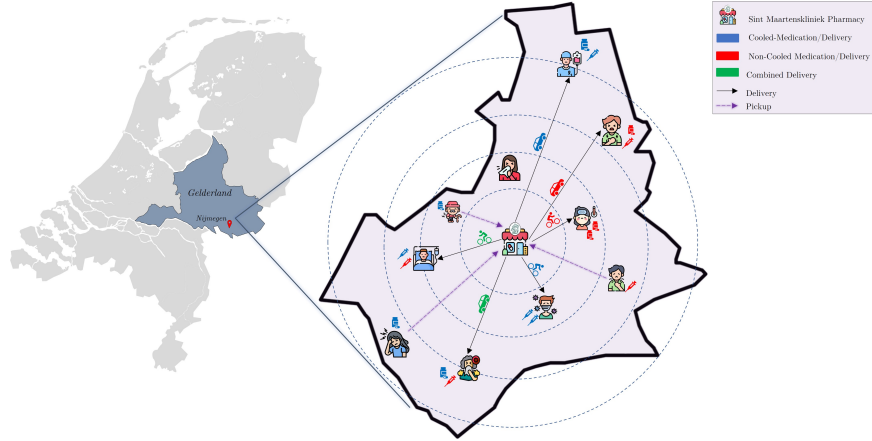 Gelderland
Nijmegen
Sint Maartenskliniek Pharmacy
Cooled-Medication/Delivery
Non-Cooled Medication/Delivery
Combined Delivery
Delivery
Pickup